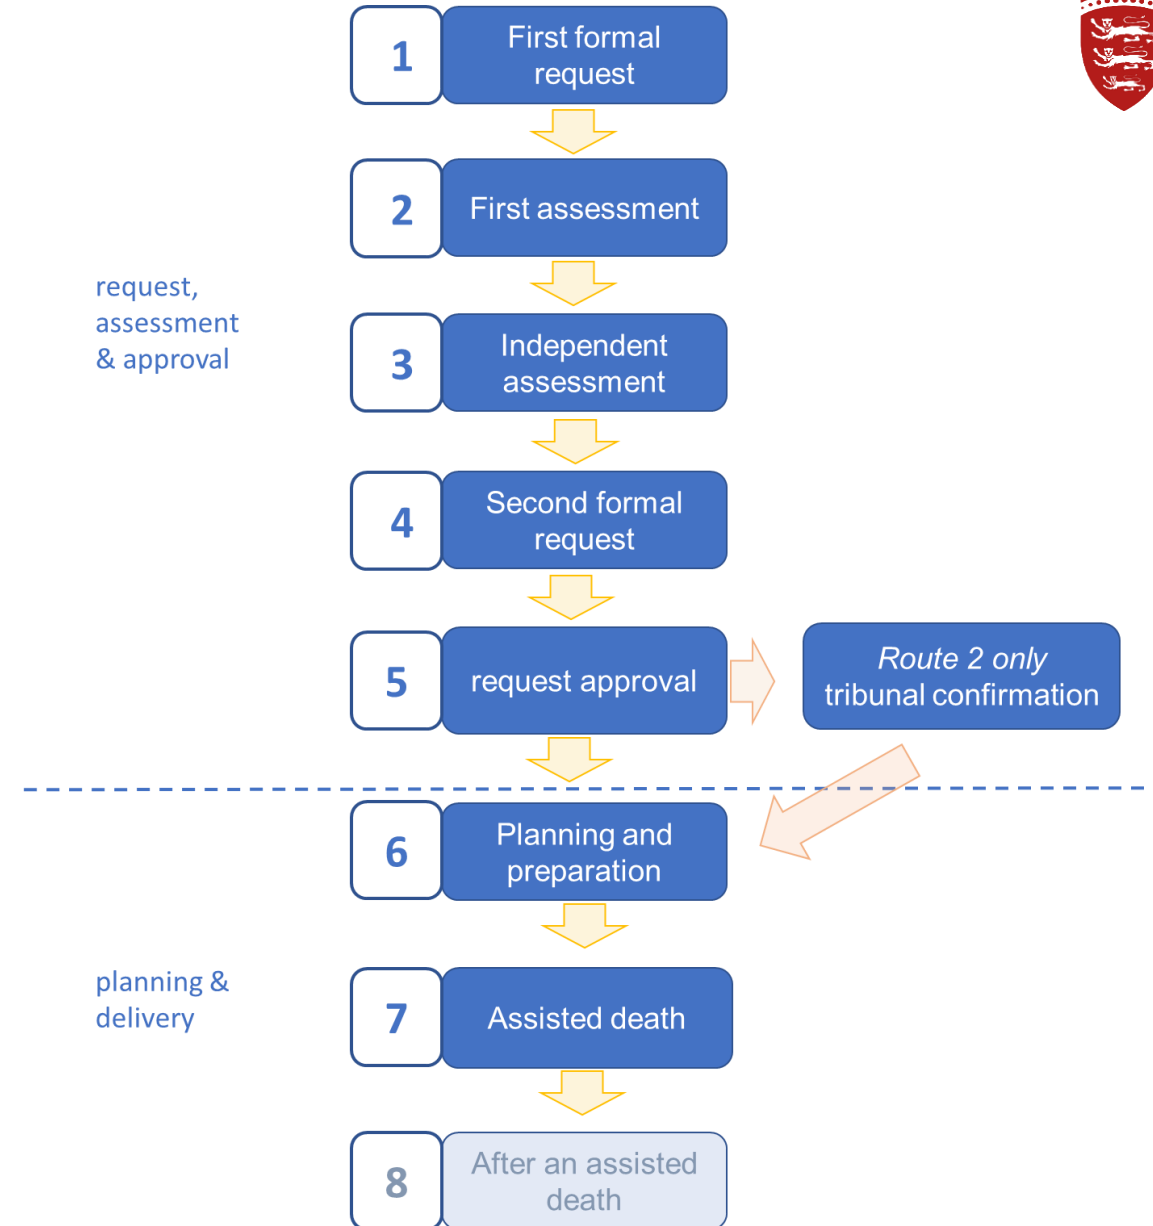 1
First formal
request
2
First assessment
request,
assessment
& approval
3
Independent
assessment
4
Second formal
request
5
request approval
Route 2 only
tribunal confirmation
6
Planning and
preparation
planning &
delivery
7
Assisted death
8
After an assisted
death